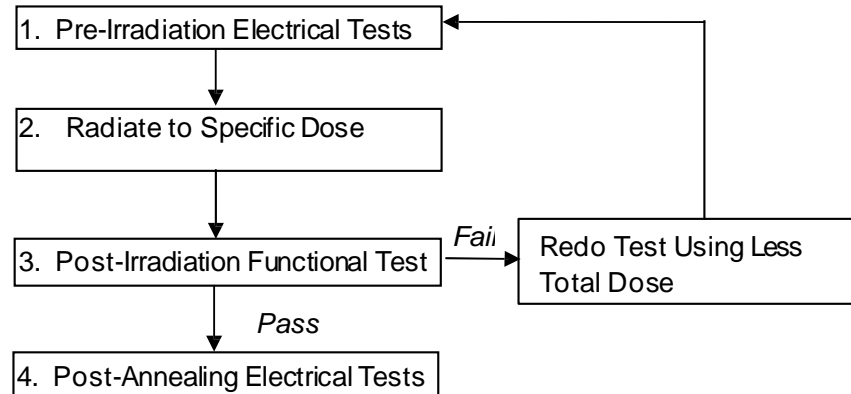 1. Pre-Irradiation Electrical Tests
2. Radiate to Specific Dose
3. Post-Irradiation Functional Test
Fail
Redo Test Using Less
Total Dose
Pass
4. Post-Annealing Electrical Tests